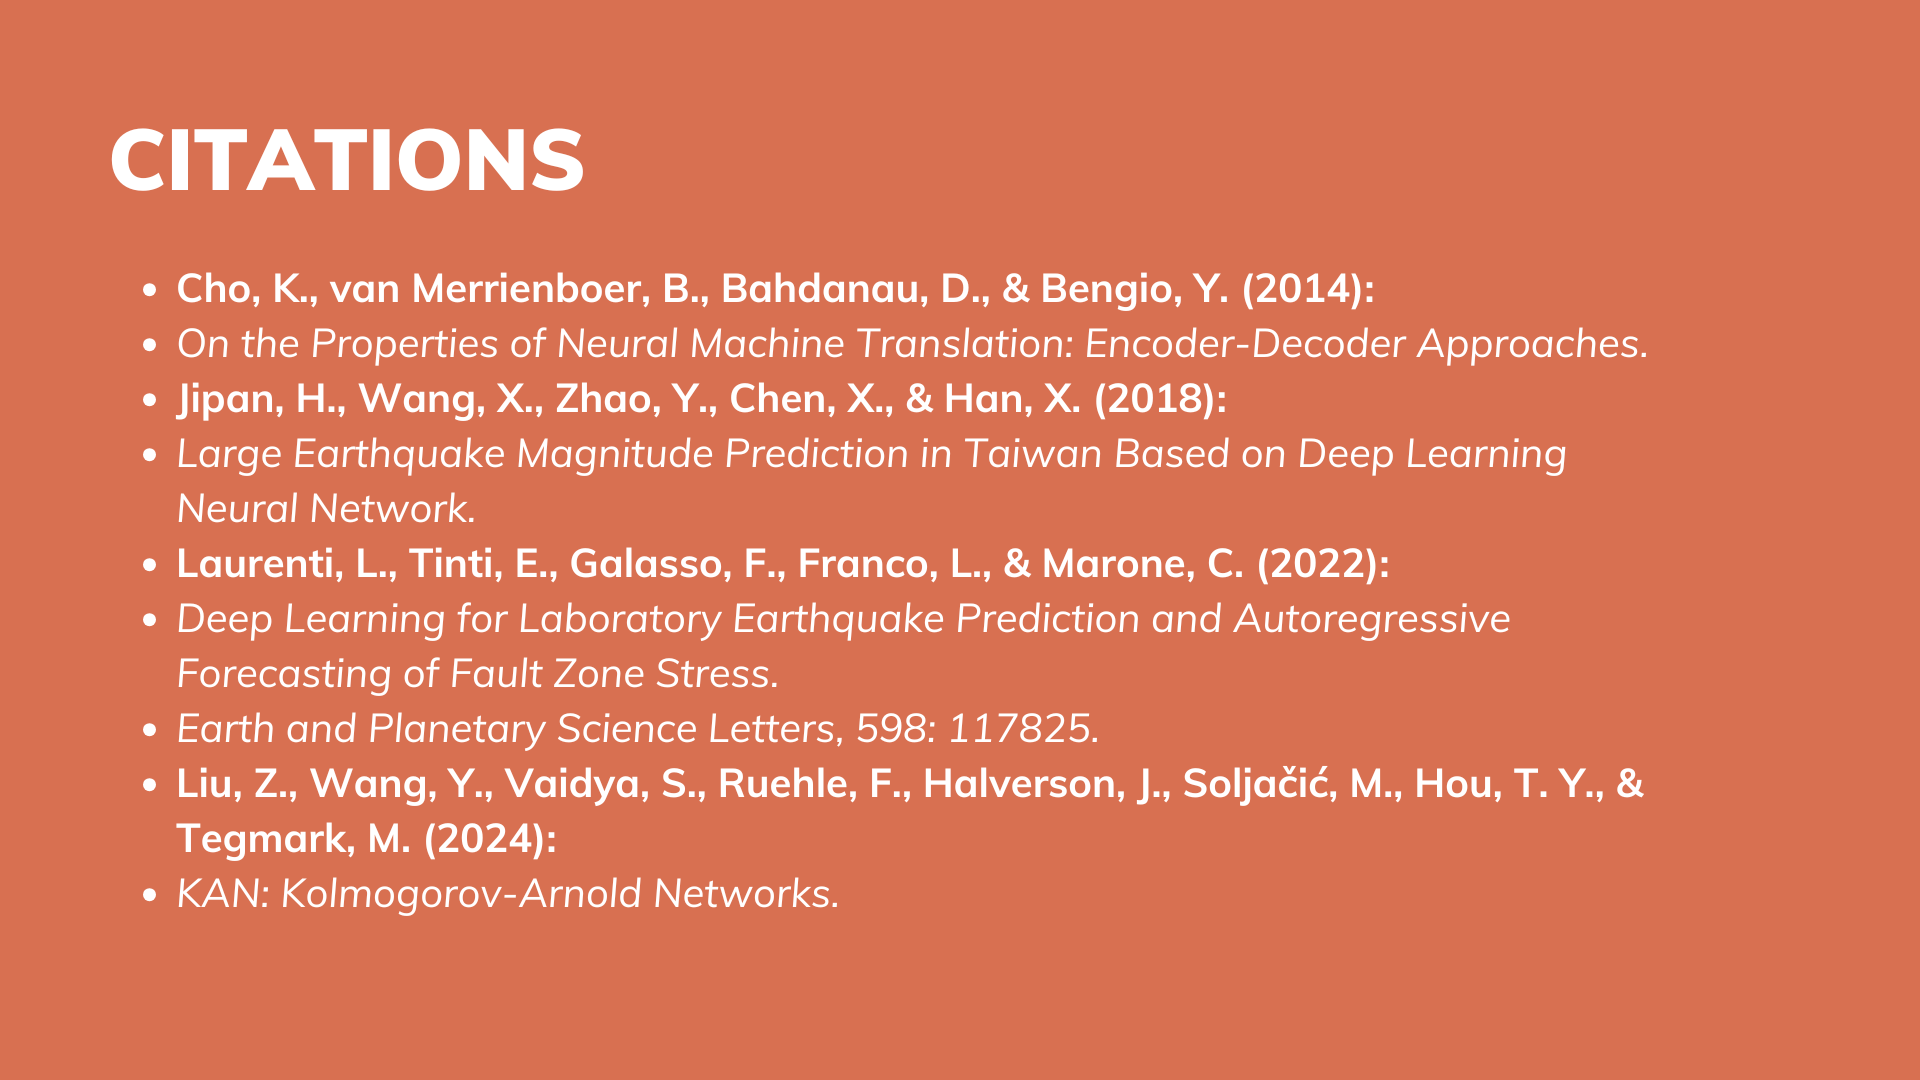 CITATIONS
• Cho, K., van Merrienboer, B., Bahdanau, D., & Bengio, Y. (2014):
• On the Properties of Neural Machine Translation: Encoder-Decoder Approaches.
• Jipan, H., Wang, X., Zhao, Y., Chen, X., & Han, X. (2018):
• Large Earthquake Magnitude Prediction in Taiwan Based on Deep Learning
Neural Network.
• Laurenti, L., Tinti, E., Galasso, F., Franco, L., & Marone, C. (2022):
• Deep Learning for Laboratory Earthquake Prediction and Autoregressive
Forecasting of Fault Zone Stress.
• Earth and Planetary Science Letters, 598: 117825.
• Liu, Z., Wang, Y., Vaidya, S., Ruehle, F., Halverson, J., Soljačić, M., Hou, T. Y., &
Tegmark, M. (2024):
• KAN: Kolmogorov-Arnold Networks.